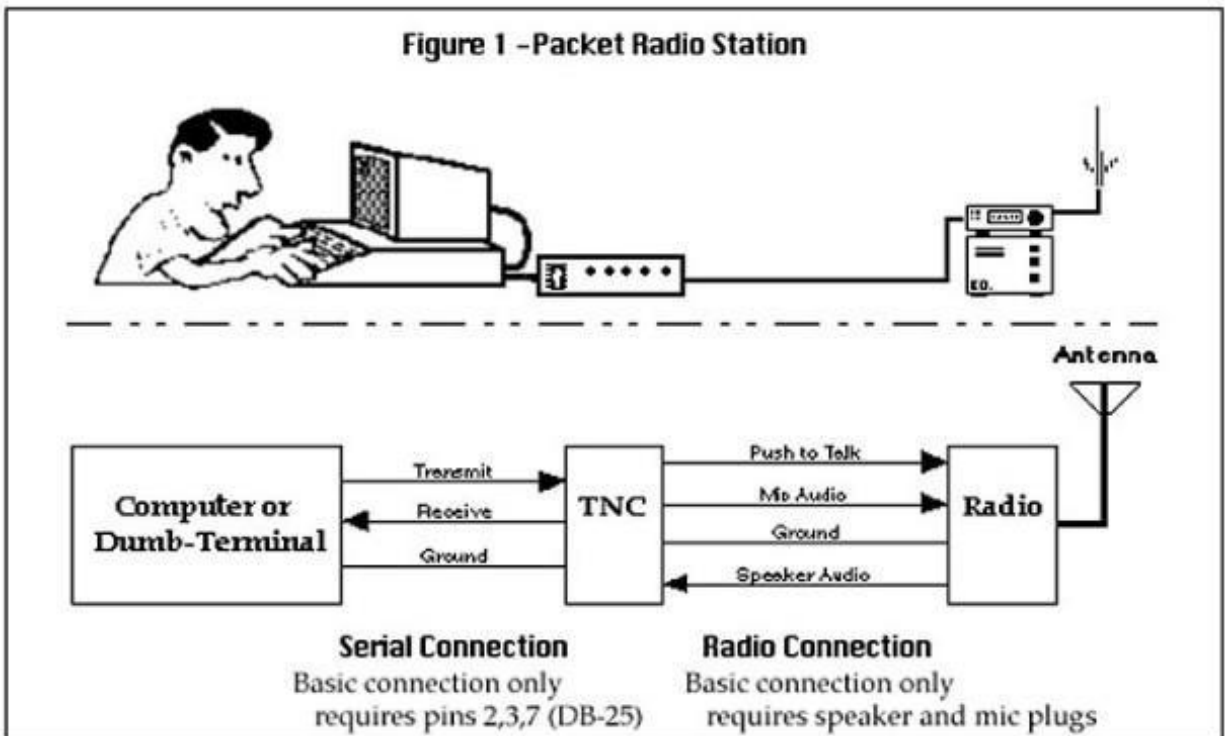 Figure 1 -Packet Radio Station
Antenna
Computer or
Dumb-Terminal
Transmit
Receive
Ground
TNC
Push to Talk
Mic Audio
Ground
Speaker Audio
Radio
Serial Connection
Basic connection only
requires pins 2,3,7 (DB-25)
Radio Connection
Basic connection only
requires speaker and mic plugs